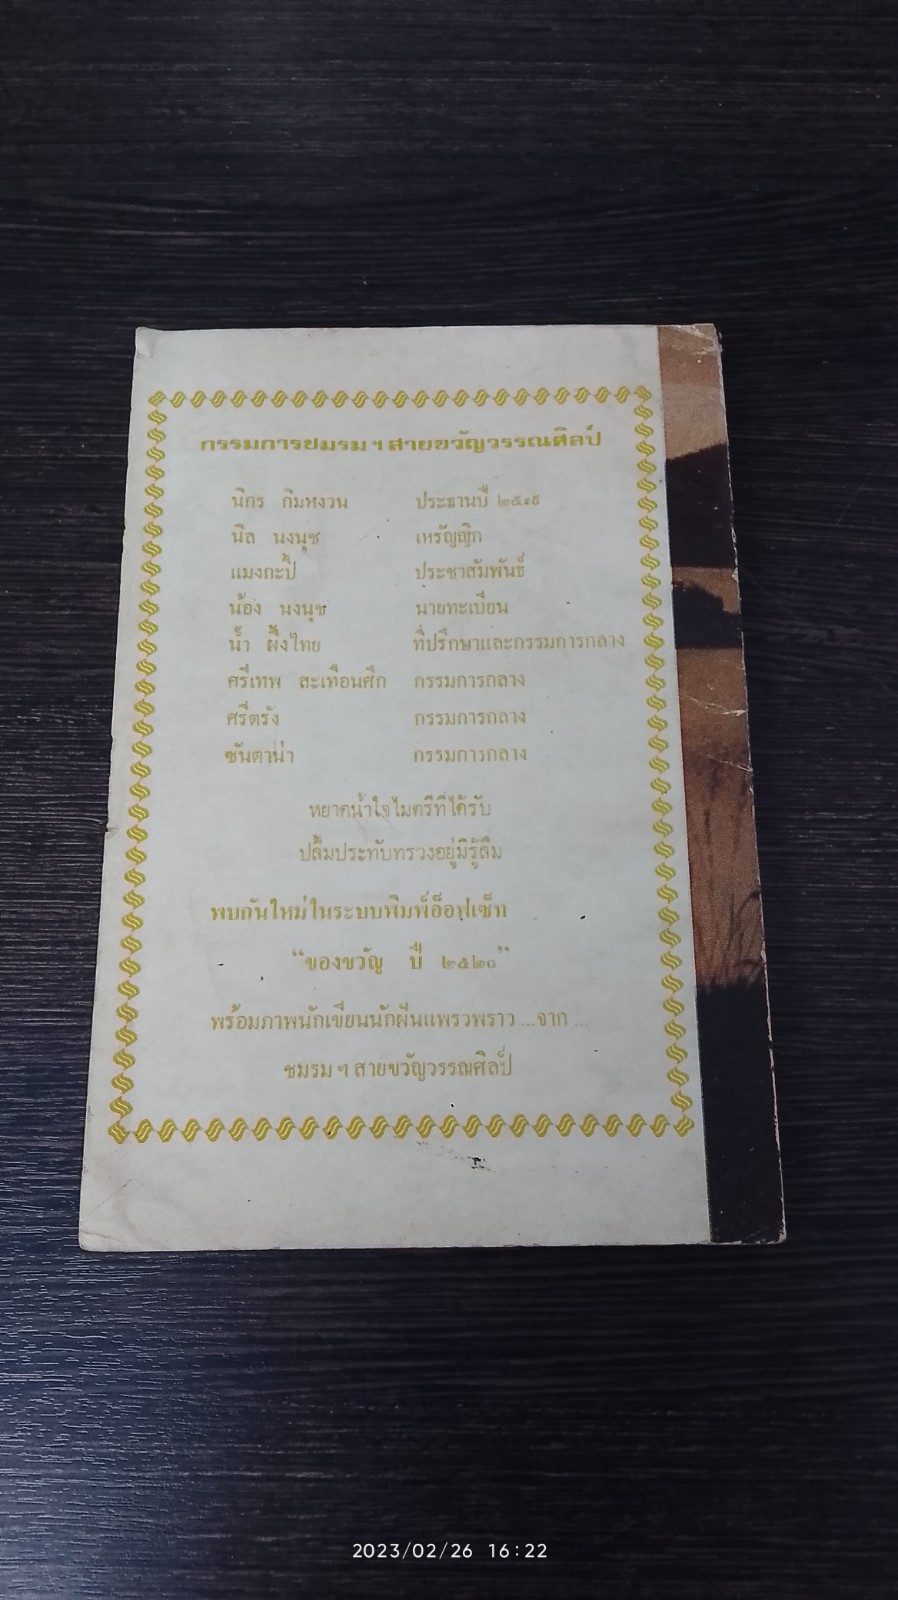 กรรมการชมรม ฯ สายขวัญวรรณศิลป์
นิกร กิมหงวน ประธานปี ๒๕๑๙
นิล นงนุช เหรัญญิก
แมงกะปิ ประชาสัมพันธ์
น้อง นงนุช นายทะเบียน
น้ำ ผึ้งไทย ที่ปรึกษาและกรรมการกลาง
ศรีเทพ สะเทือนศึก กรรมการกลาง
ศรีตรัง กรรมการกลาง
ซันตาน่า กรรมการกลาง
หยาดน้ำใจไมตรีที่ได้รับ
ปลื้มประทับทรวงอยู่มิรู้ลืม
พบกันใหม่ในระบบพิมพ์อ็อฟเซ็ท
“ของขวัญ ปี ๒๕๒๐”
พร้อมภาพนักเขียนนักฝันแพรวพราว ...จาก ...
ชมรม ฯ สายขวัญวรรณศิลป์
2023/02/26 16:22